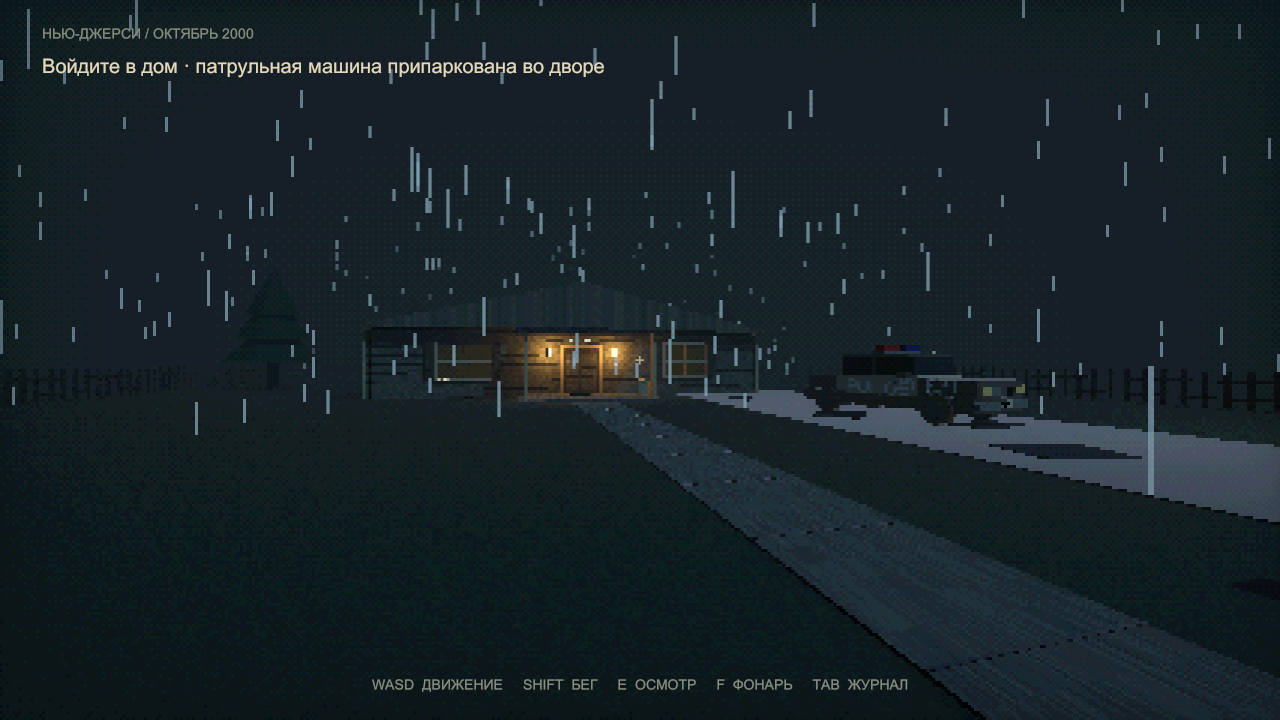 НЬЮ-ДЖЕРСИ / ОКТЯБРЬ 2000
Войдите в дом · патрульная машина припаркована во дворе
WASD ДВИЖЕНИЕ SHIFT БЕГ E ОСМОТР F ФОНАРЬ TAB ЖУРНАЛ